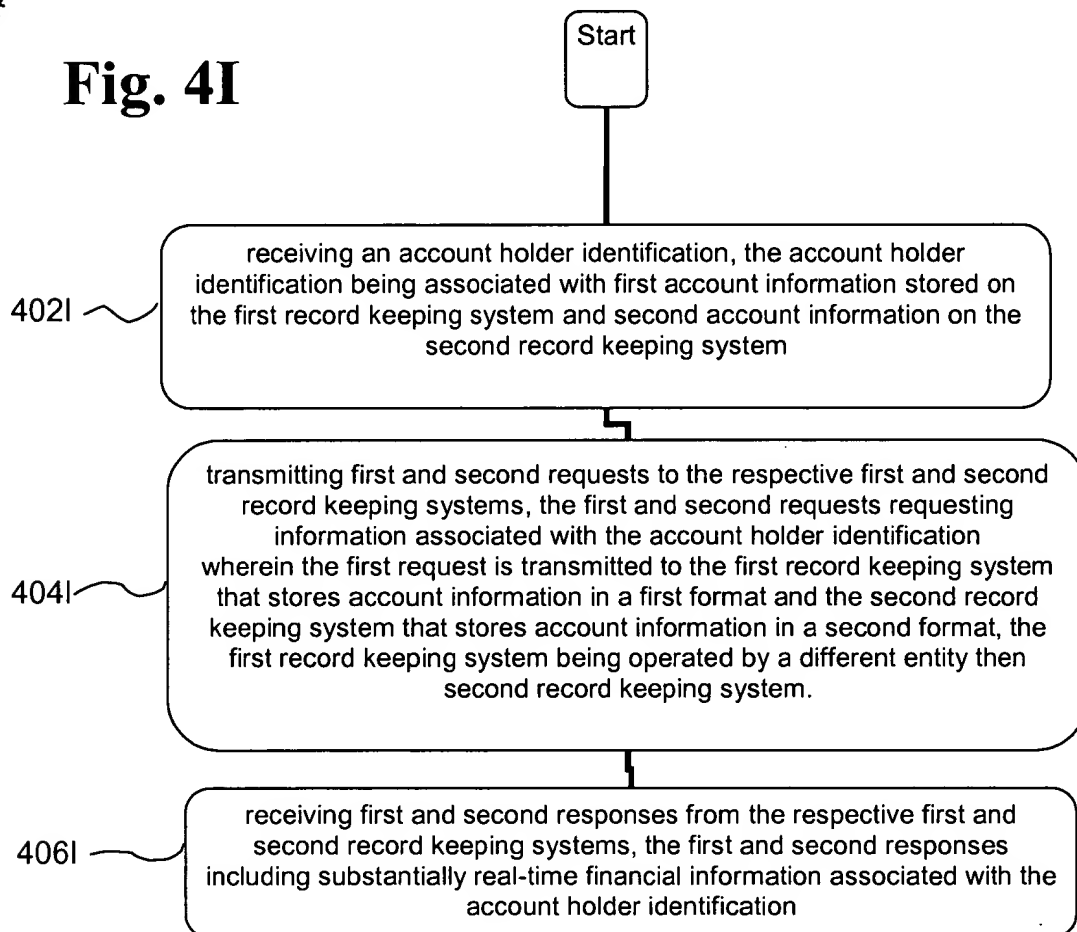 Fig. 4I
Start
receiving an account holder identification, the account holder
identification being associated with first account information stored on
the first record keeping system and second account information on the
second record keeping system
402I
transmitting first and second requests to the respective first and second
record keeping systems, the first and second requests requesting
information associated with the account holder identification
wherein the first request is transmitted to the first record keeping system
that stores account information in a first format and the second record
keeping system that stores account information in a second format, the
first record keeping system being operated by a different entity then
second record keeping system.
404I
receiving first and second responses from the respective first and
second record keeping systems, the first and second responses
including substantially real-time financial information associated with the
account holder identification
406I